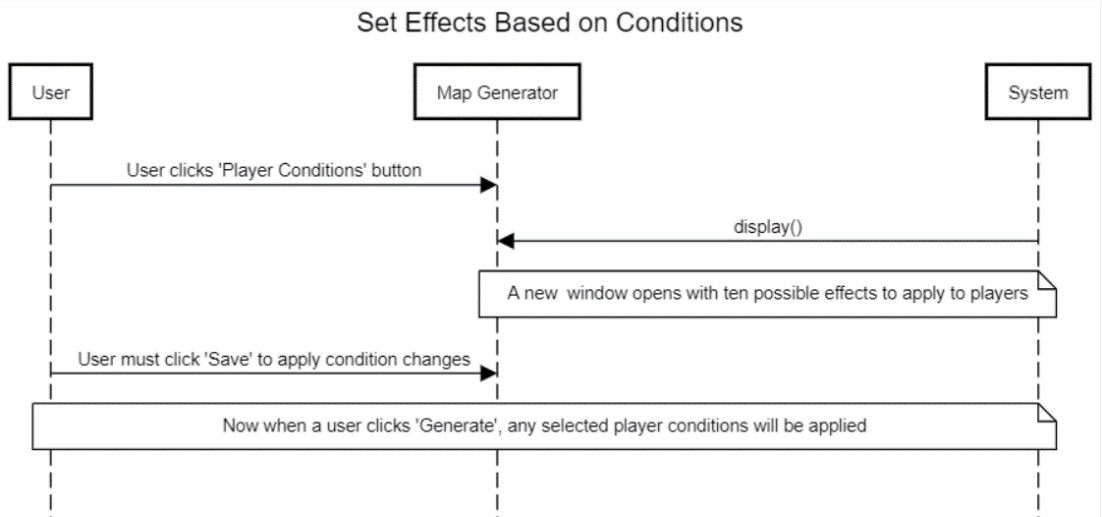 Set Effects Based on Conditions
User
Map Generator
System
User clicks 'Player Conditions' button
display()
A new  window opens with ten possible effects to apply to players
User must click 'Save' to apply condition changes
Now when a user clicks 'Generate', any selected player conditions will be applied